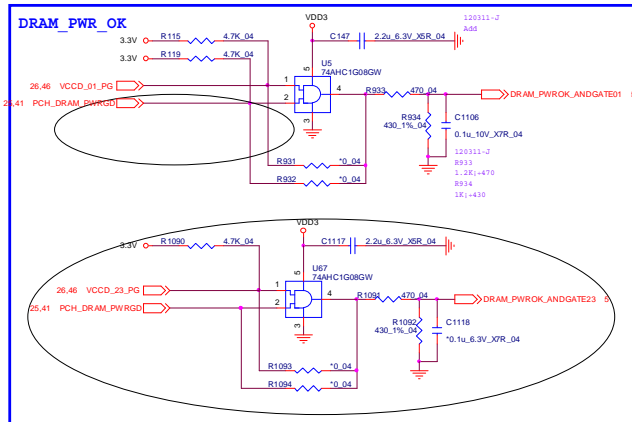 DRAM_PWR_OK
VDD3
120311-J
Add
3.3V R115 4.7K_04
C147 2.2u_6.3V_X5R_04
3.3V R119 4.7K_04
U5
74AHC1G08GW
26,46 VCCD_01_PG 1
5
4 R933 470_04 DRAM_PWROK_ANDGATE01
PCH_DRAM_PWRGD 2
3
R934
430_1%_04
C1106
0.1u_10V_X7R_04
120311-J
R933
1.2K;+470
R934
1K;+430
R931 *0_04
R932 *0_04
VDD3
3.3V R1090 4.7K_04
C1117 2.2u_6.3V_X5R_04
U67
74AHC1G08GW
26,46 VCCD_23_PG 1
5
4 R1091 470_04 DRAM_PWROK_ANDGATE23 5
25,41 PCH_DRAM_PWRGD 2
3
R1092
430_1%_04
C1118
*0.1u_6.3V_X7R_04
R1093 *0_04
R1094 *0_04